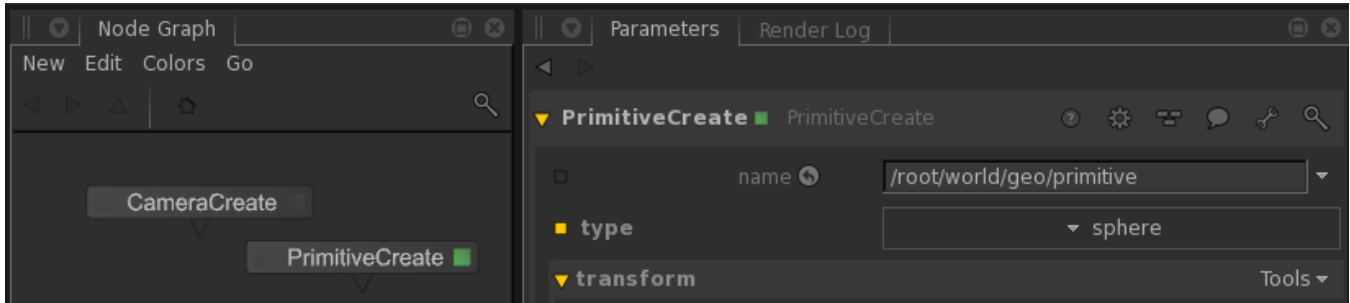 Node Graph
New Edit Colors Go
CameraCreate
PrimitiveCreate
Parameters Render Log
PrimitiveCreate PrimitiveCreate
name /root/world/geo/primitive
type sphere
transform Tools